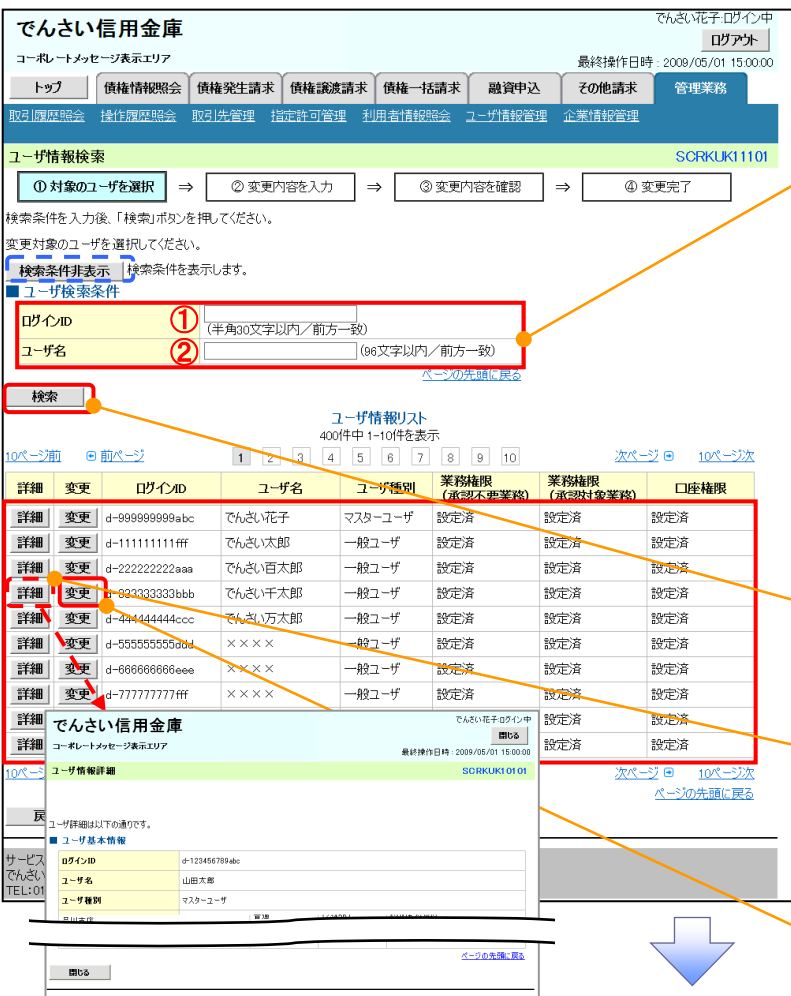 でんさい信用金庫
でんさい花子:ログイン中
ログアウト
コーポレートメッセージ表示エリア
最終操作日時：2009/05/01 15:00:00
トップ 債権情報照会 債権発生請求 債権譲渡請求 債権一括請求 融資申込 その他請求 管理業務
取引履歴照会 操作履歴照会 取引先管理 指定許可管理 利用者情報照会 ユーザ情報管理 企業情報管理
ユーザ情報検索 SCRKUK11101
① 対象のユーザを選択 ⇒ ② 変更内容を入力 ⇒ ③ 変更内容を確認 ⇒ ④ 変更完了
検索条件を入力後、「検索」ボタンを押してください。
変更対象のユーザを選択してください。
検索条件非表示 検索条件を表示します。
■ ユーザ検索条件
ログインID ① (半角30文字以内／前方一致)
ユーザ名 ② (96文字以内／前方一致)
ページの先頭に戻る
検索
ユーザ情報リスト
400件中 1-10件を表示
10ページ前 前ページ 1 2 3 4 5 6 7 8 9 10 次ページ 10ページ次
詳細 変更 ログインID ユーザ名 ユーザ種別 業務権限(承認不要業務) 業務権限(承認対象業務) 口座権限
詳細 変更 d-999999999abc でんさい花子 マスターユーザ 設定済 設定済 設定済
詳細 変更 d-111111111fff でんさい太郎 一般ユーザ 設定済 設定済 設定済
詳細 変更 d-222222222aaa でんさい百太郎 一般ユーザ 設定済 設定済 設定済
詳細 変更 d-333333333bbb でんさい千太郎 一般ユーザ 設定済 設定済 設定済
詳細 変更 d-444444444ccc でんさい万太郎 一般ユーザ 設定済 設定済 設定済
詳細 変更 d-555555555ddd ×××× 一般ユーザ 設定済 設定済 設定済
詳細 変更 d-666666666eee ×××× 一般ユーザ 設定済 設定済 設定済
詳細 変更 d-777777777fff ×××× 一般ユーザ 設定済 設定済 設定済
詳細 設定済 設定済
詳細 設定済 設定済
10ページ 次ページ 10ページ次
ページの先頭に戻る
戻
サービス
でんさい
TEL:01
でんさい信用金庫
でんさい花子:ログイン中
閉じる
コーポレートメッセージ表示エリア
最終操作日時：2009/05/01 15:00:00
ユーザ情報詳細 SCRKUK10101
ユーザ詳細は以下の通りです。
■ ユーザ基本情報
ログインID d-123456789abc
ユーザ名 山田太郎
ユーザ種別 マスターユーザ
ページの先頭に戻る
閉じる